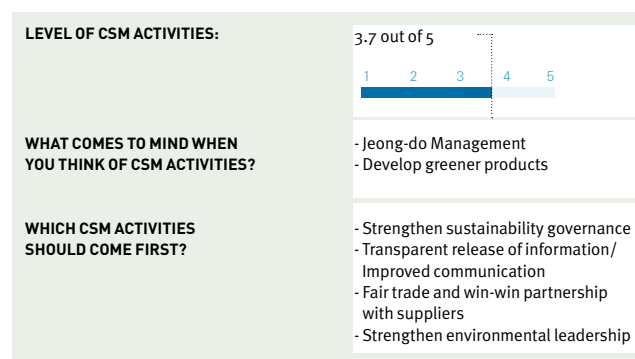 LEVEL OF CSM ACTIVITIES:
3.7 out of 5
1 2 3 4 5
WHAT COMES TO MIND WHEN
YOU THINK OF CSM ACTIVITIES?
- Jeong-do Management
- Develop greener products
WHICH CSM ACTIVITIES
SHOULD COME FIRST?
- Strengthen sustainability governance
- Transparent release of information/
Improved communication
- Fair trade and win-win partnership
with suppliers
- Strengthen environmental leadership